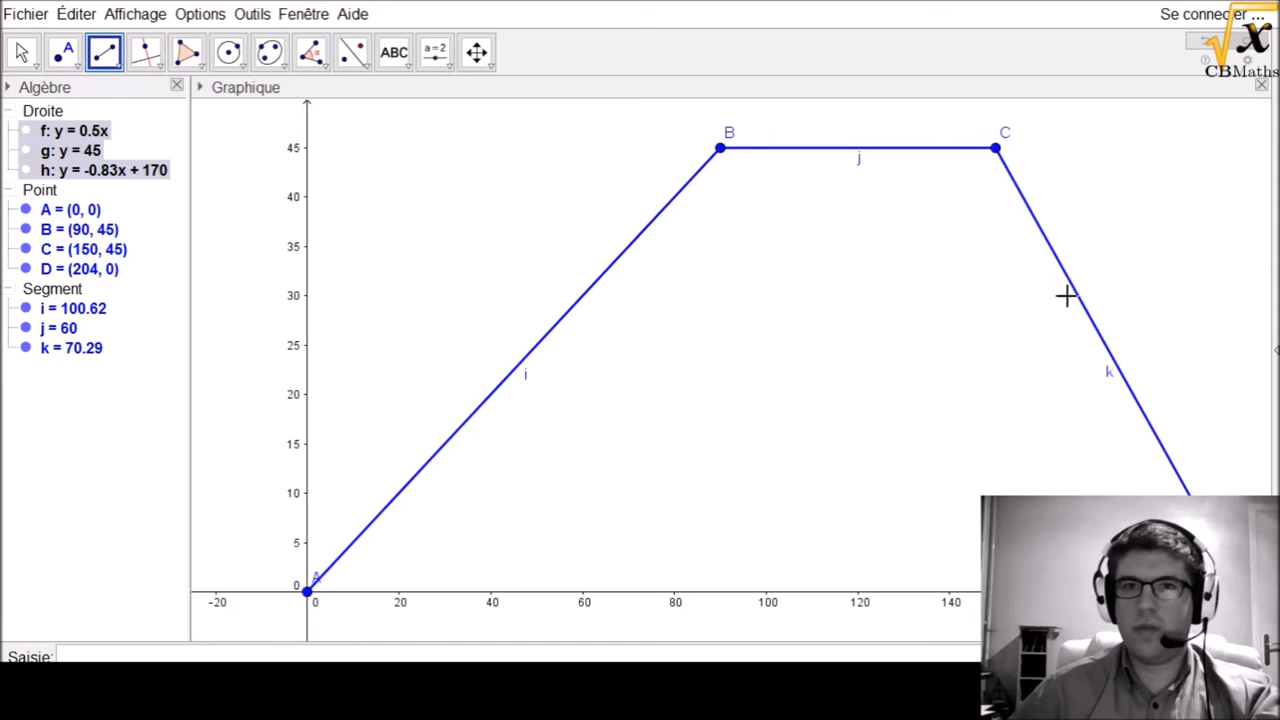 Fichier Éditer Affichage Options Outils Fenêtre Aide Se connecter ...
A ABC a=2
x
CBMaths
Algèbre Graphique
Droite
f: y = 0.5x
g: y = 45
h: y = -0.83x + 170
Point
A = (0, 0)
B = (90, 45)
C = (150, 45)
D = (204, 0)
Segment
i = 100.62
j = 60
k = 70.29
B C
45
j
40
35
30
25
i k
20
15
10
5
A
0
-20 0 20 40 60 80 100 120 140
Saisie: